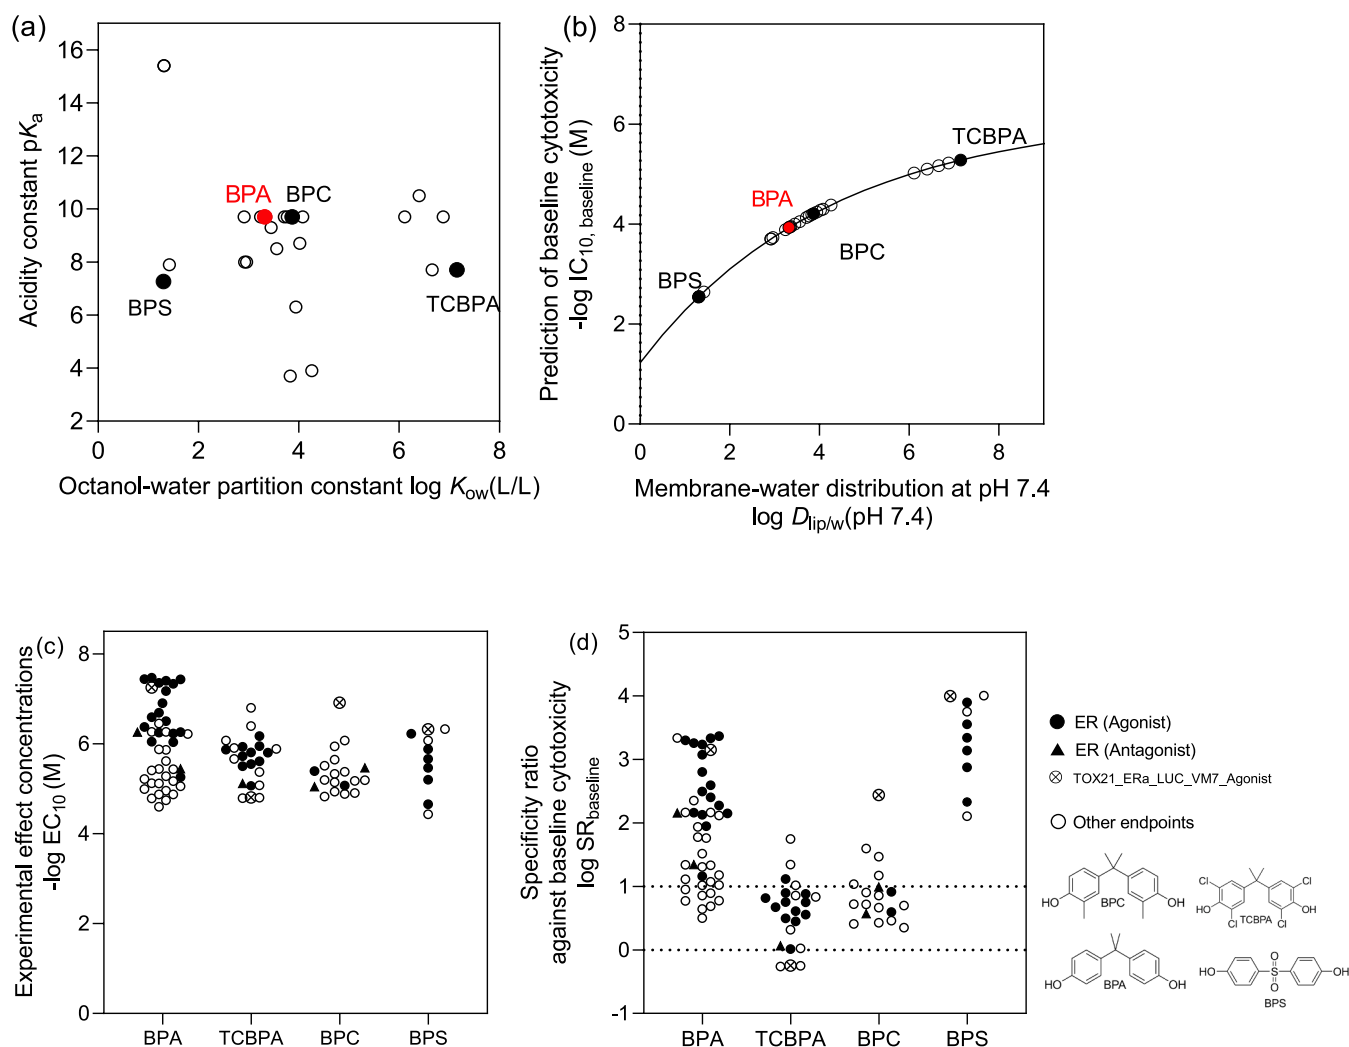 (a)
16
14
12
10
8
6
4
2
Acidity constant pKa
BPA
BPC
BPS
TCBPA
0
2
4
6
8
Octanol-water partition constant log Kow(L/L)
(b)
8
6
4
2
0
Prediction of baseline cytotoxicity
-log IC10, baseline (M)
TCBPA
BPA
BPC
BPS
0
2
4
6
8
Membrane-water distribution at pH 7.4
log Dlip/w(pH 7.4)
(c)
8
6
4
2
0
Experimental effect concentrations
-log EC10 (M)
BPA
TCBPA
BPC
BPS
(d)
5
4
3
2
1
0
-1
Specificity ratio
against baseline cytotoxicity
log SRbaseline
BPA
TCBPA
BPC
BPS
ER (Agonist)
ER (Antagonist)
TOX21_ERa_LUC_VM7_Agonist
Other endpoints
HO
OH
BPC
Cl
Cl
HO
OH
Cl
TCBPA
Cl
HO
OH
BPA
HO
O
S
O
OH
BPS